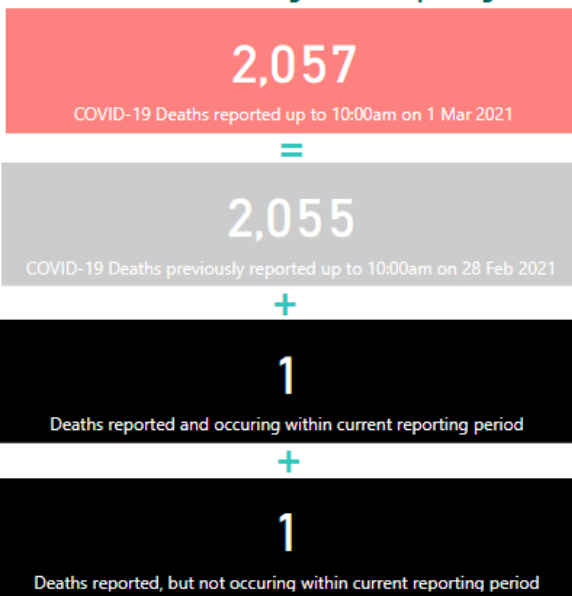 2,057
COVID-19 Deaths reported up to 10:00am on 1 Mar 2021
=
2,055
COVID-19 Deaths previously reported up to 10:00am on 28 Feb 2021
+
1
Deaths reported and occuring within current reporting period
+
1
Deaths reported, but not occuring within current reporting period